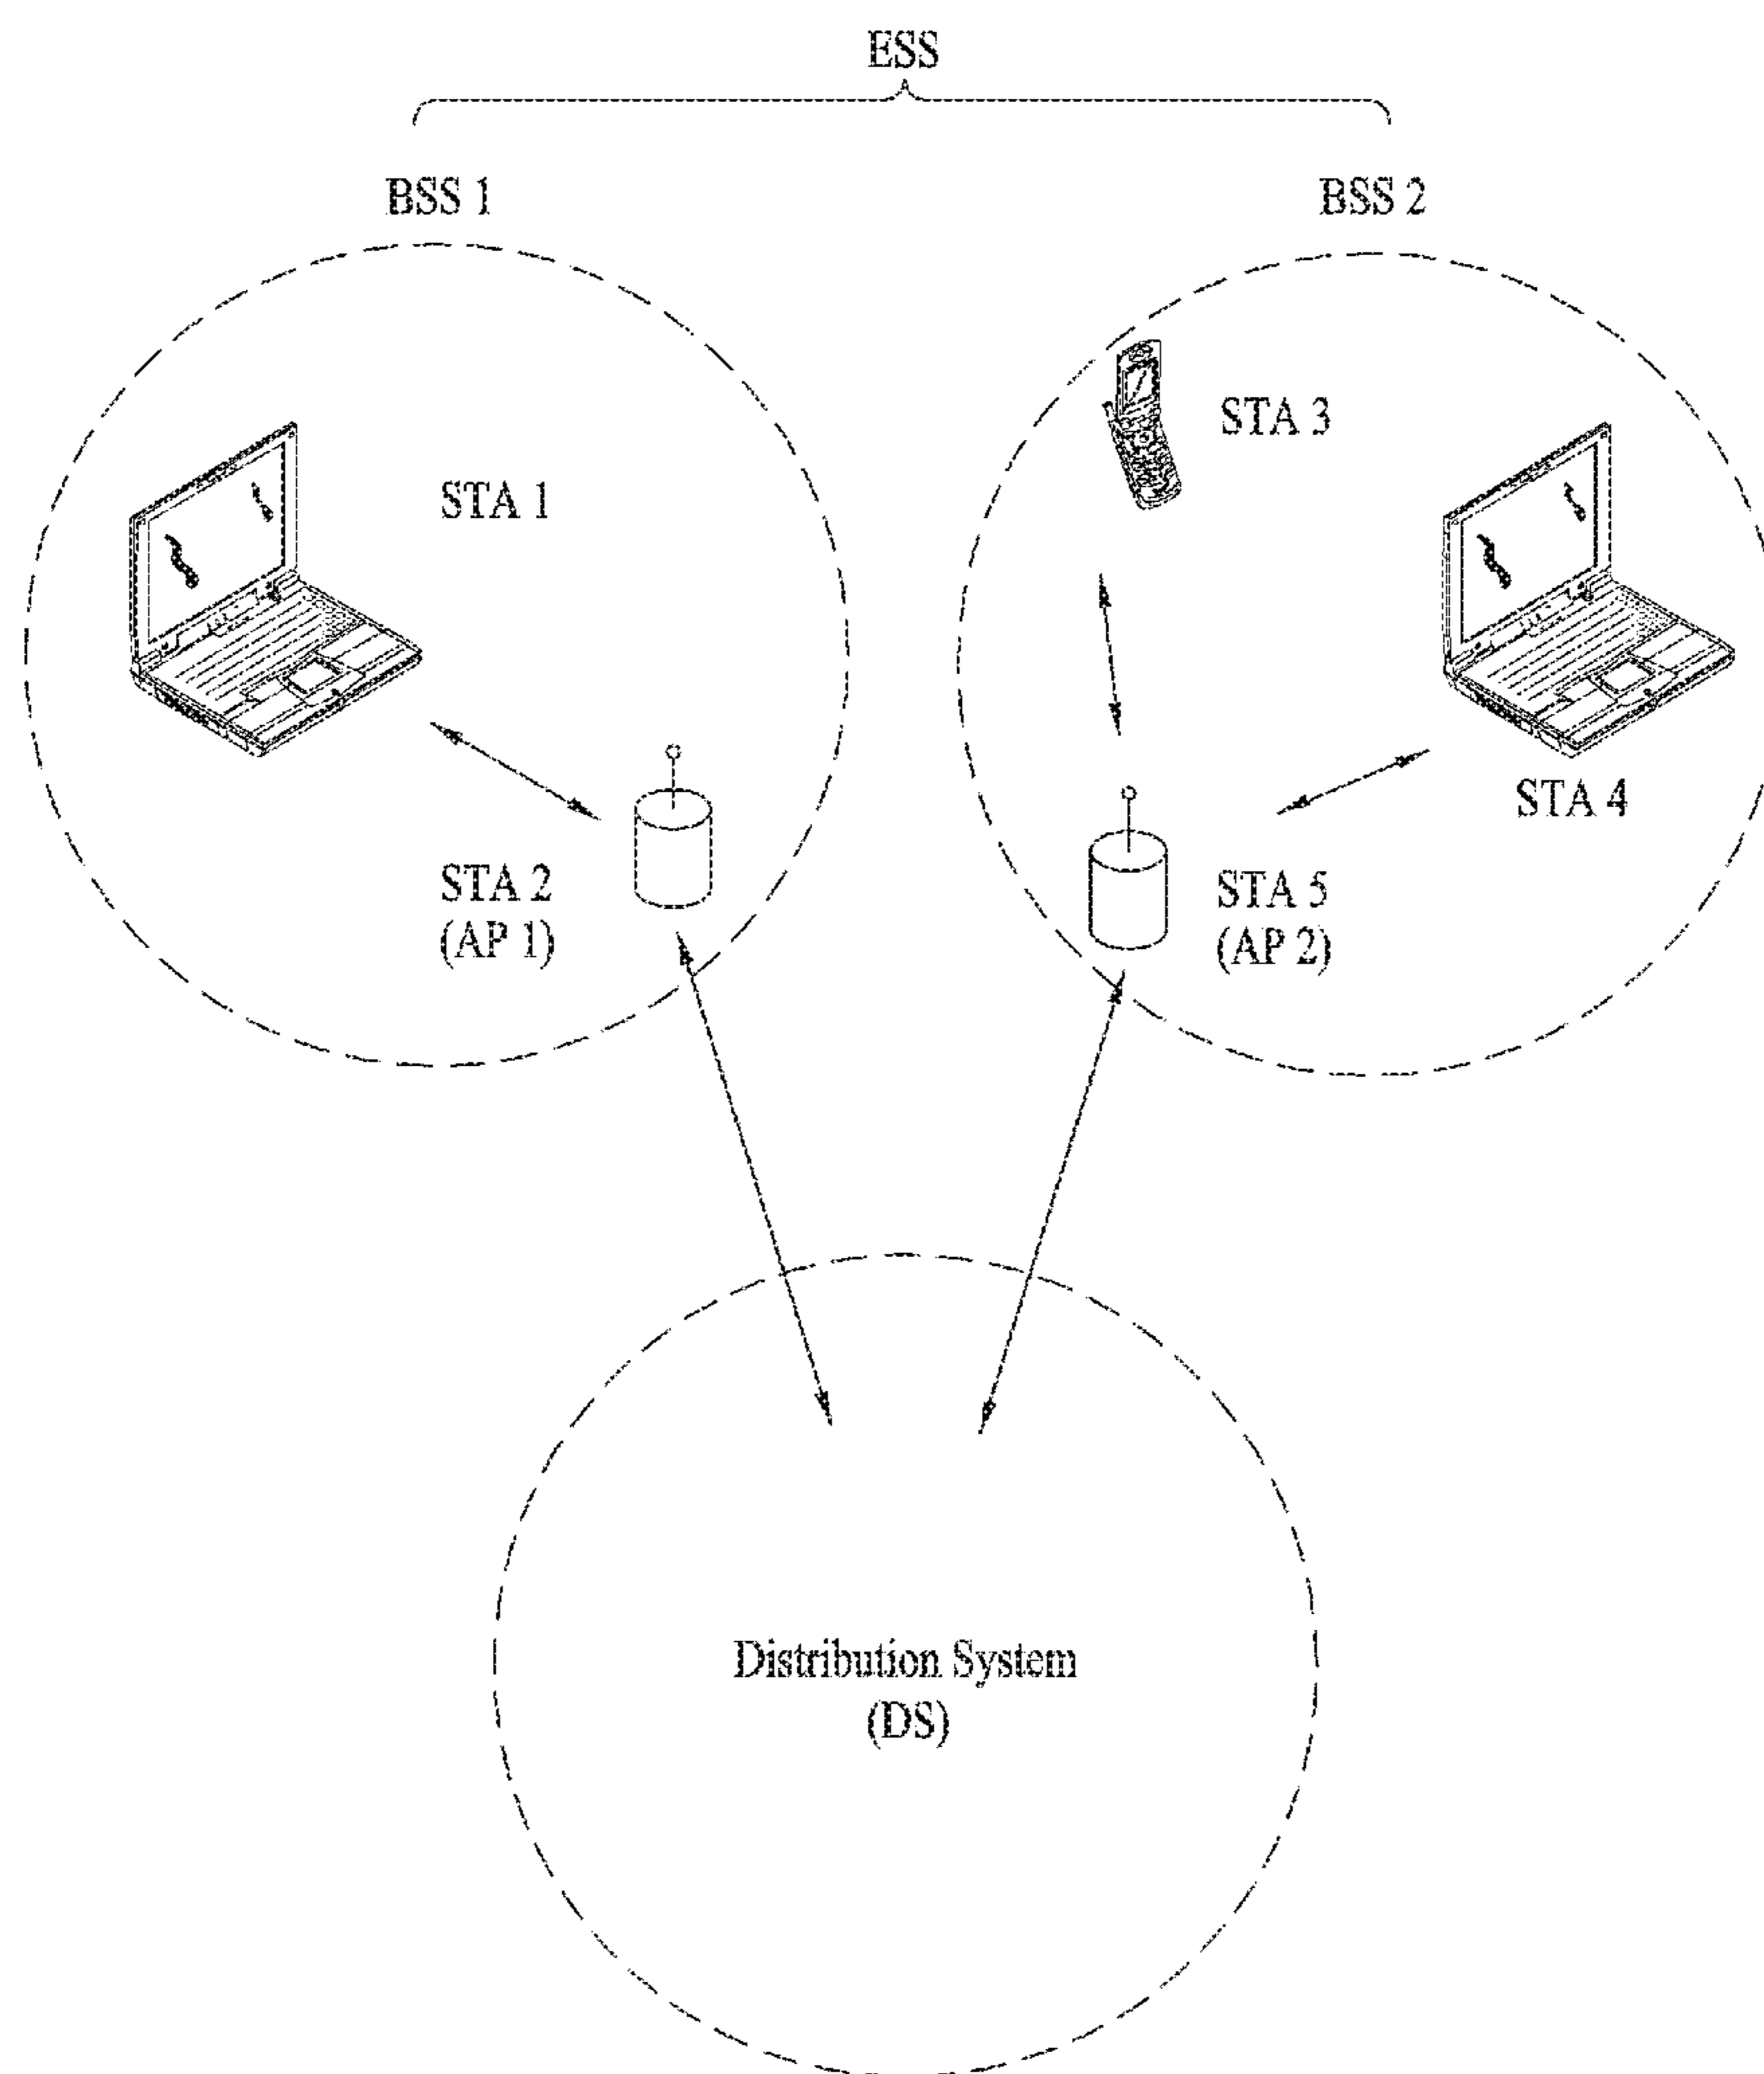 ESS
BSS 1
BSS 2
STA 1
STA 3
STA 4
STA 2
(AP 1)
STA 5
(AP 2)
Distribution System
(DS)